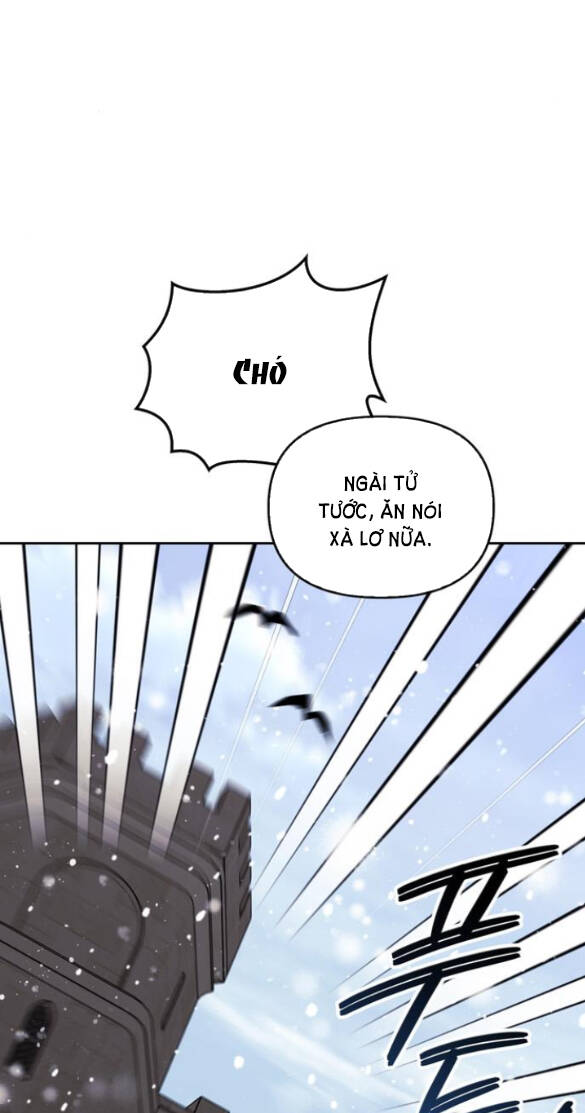 CHÓ
NGÀI TỬ
TƯỚC, ĂN NÓI
XÀ LƠ NỮA.